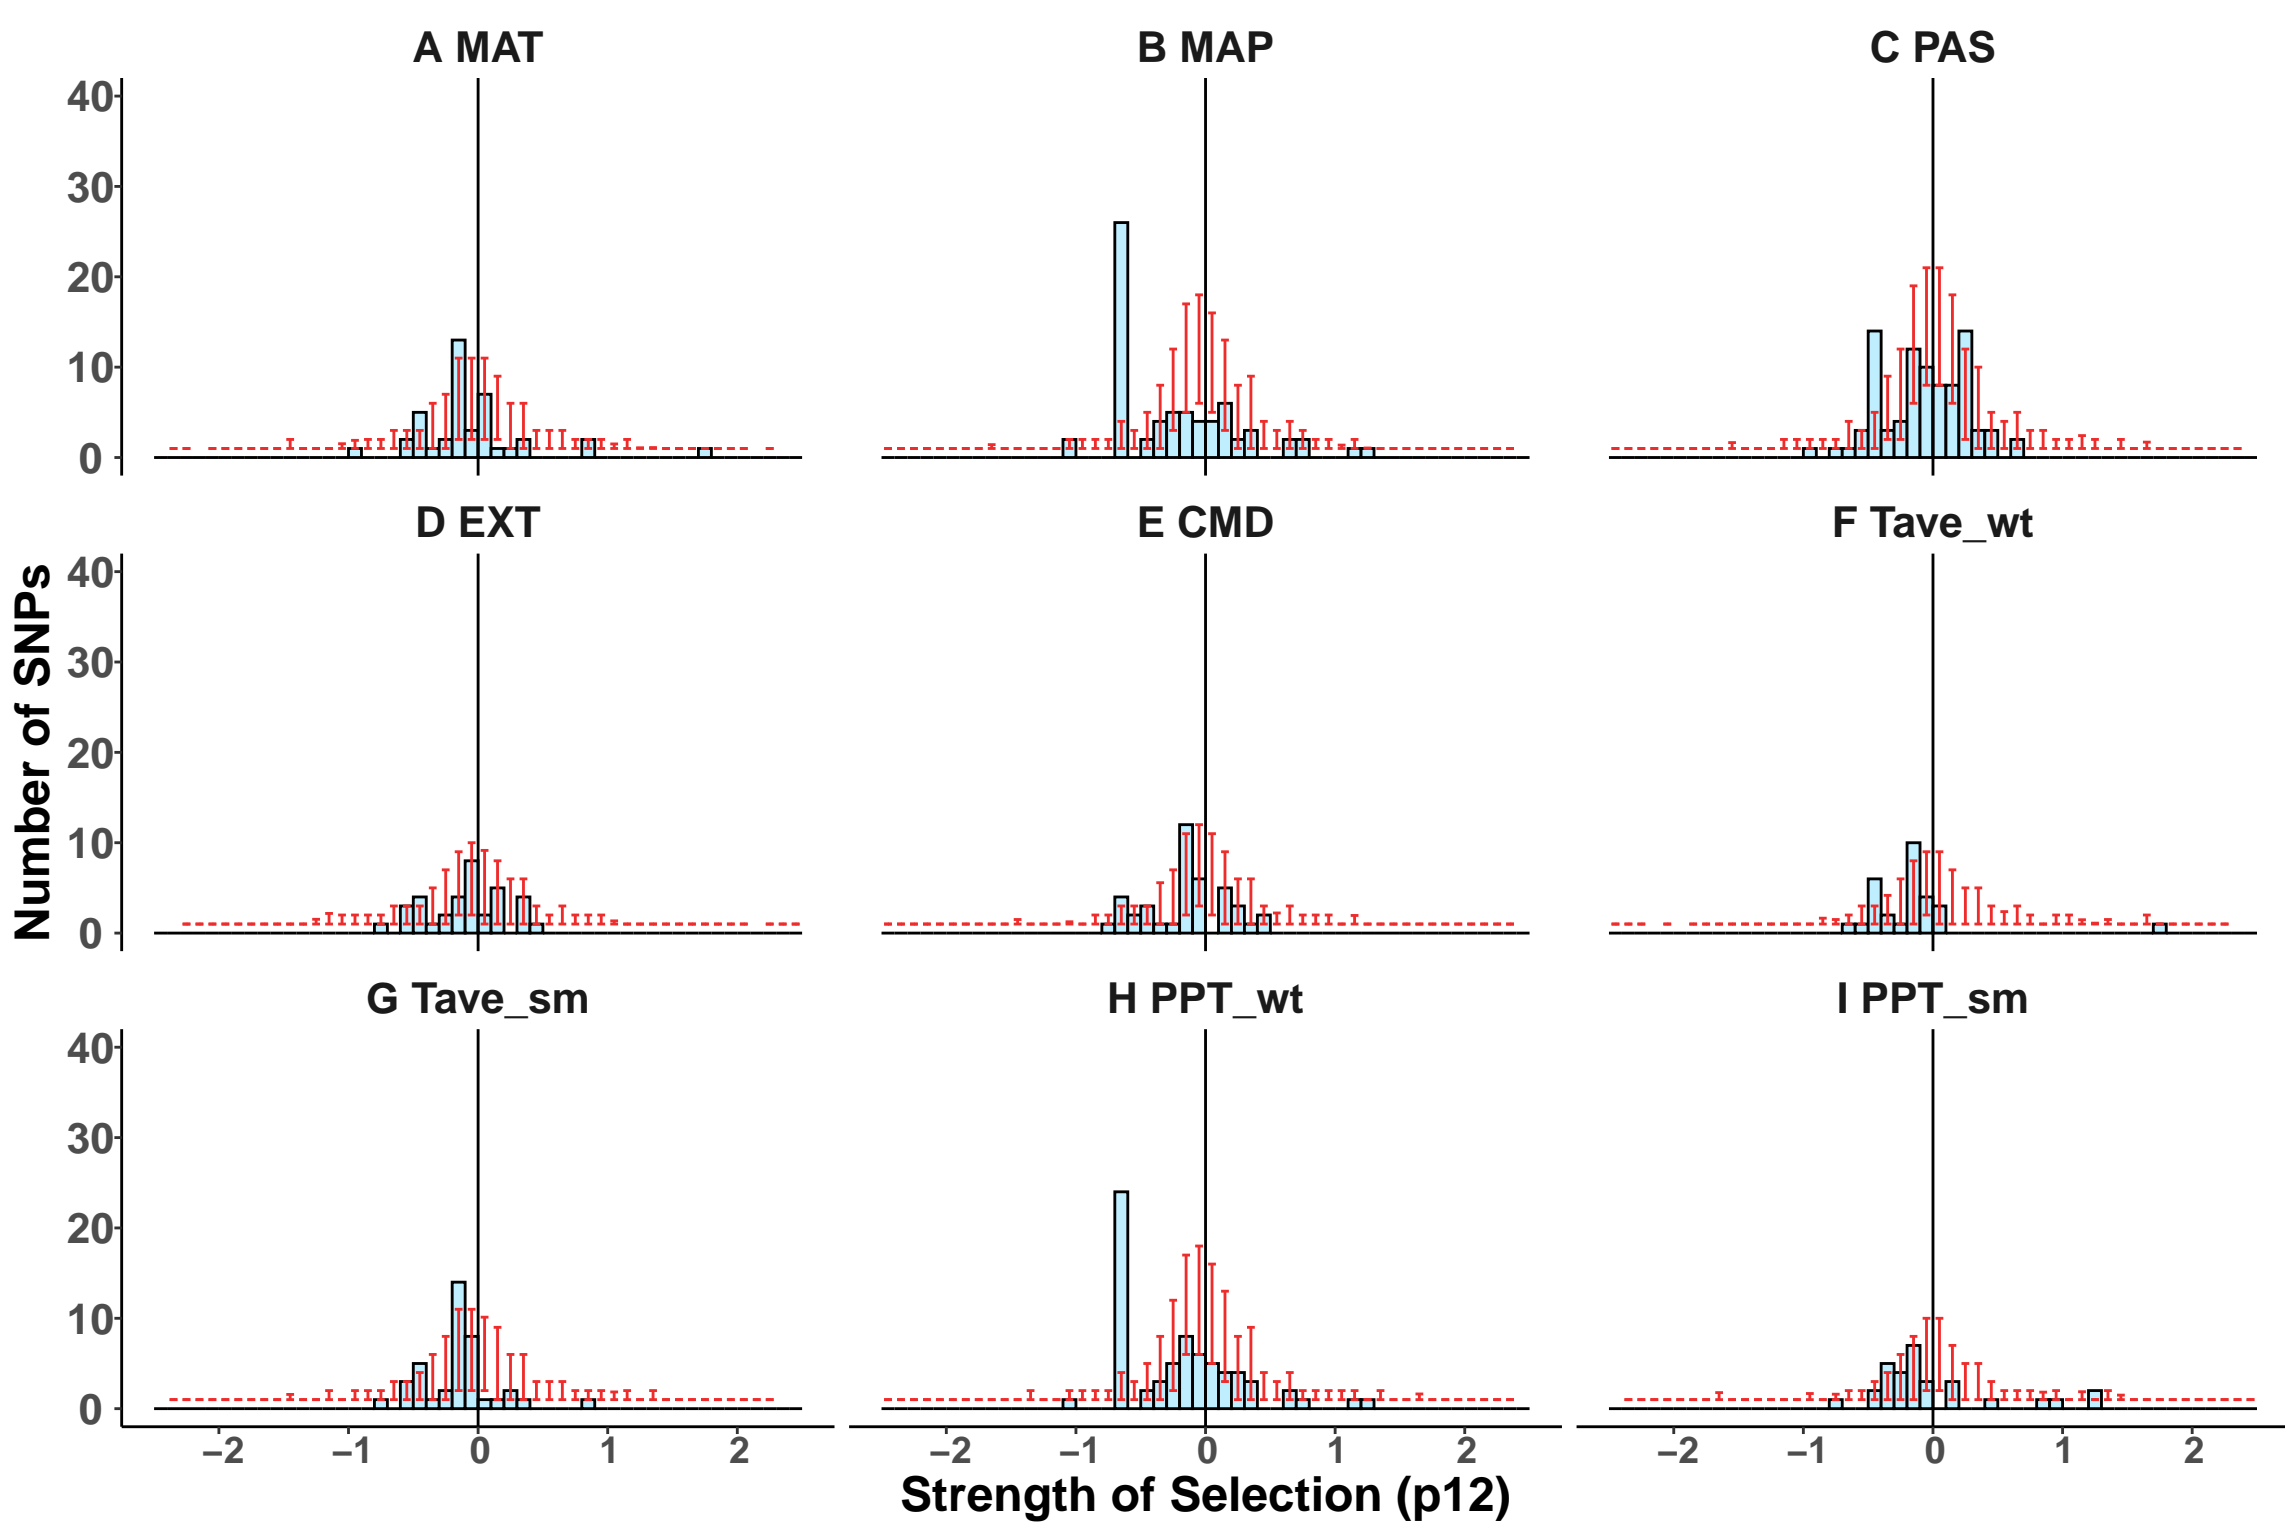 A MAT B MAP C PAS
40
30
20
10
0
D EXT E CMD F Tave_wt
40
30
20
10
0
G Tave_sm H PPT_wt I PPT_sm
40
30
20
10
0
−2 −1 0 1 2 −2 −1 0 1 2 −2 −1 0 1 2
Number of SNPs
Strength of Selection (p12)